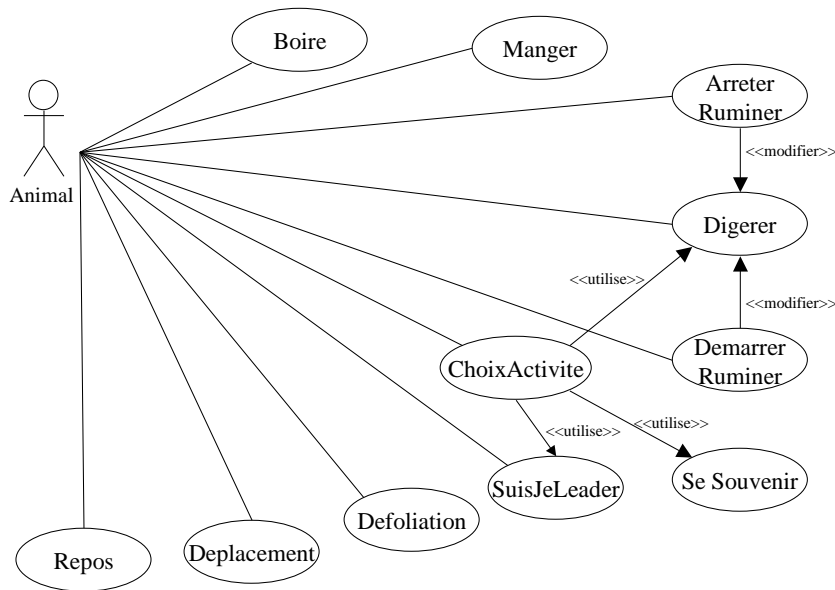 Boire
Manger
Arreter
Ruminer
<<modifier>>
Animal
Digerer
<<utilise>>
<<modifier>>
ChoixActivite
Demarrer
Ruminer
<<utilise>>
<<utilise>>
SuisJeLeader
Se Souvenir
Defoliation
Deplacement
Repos